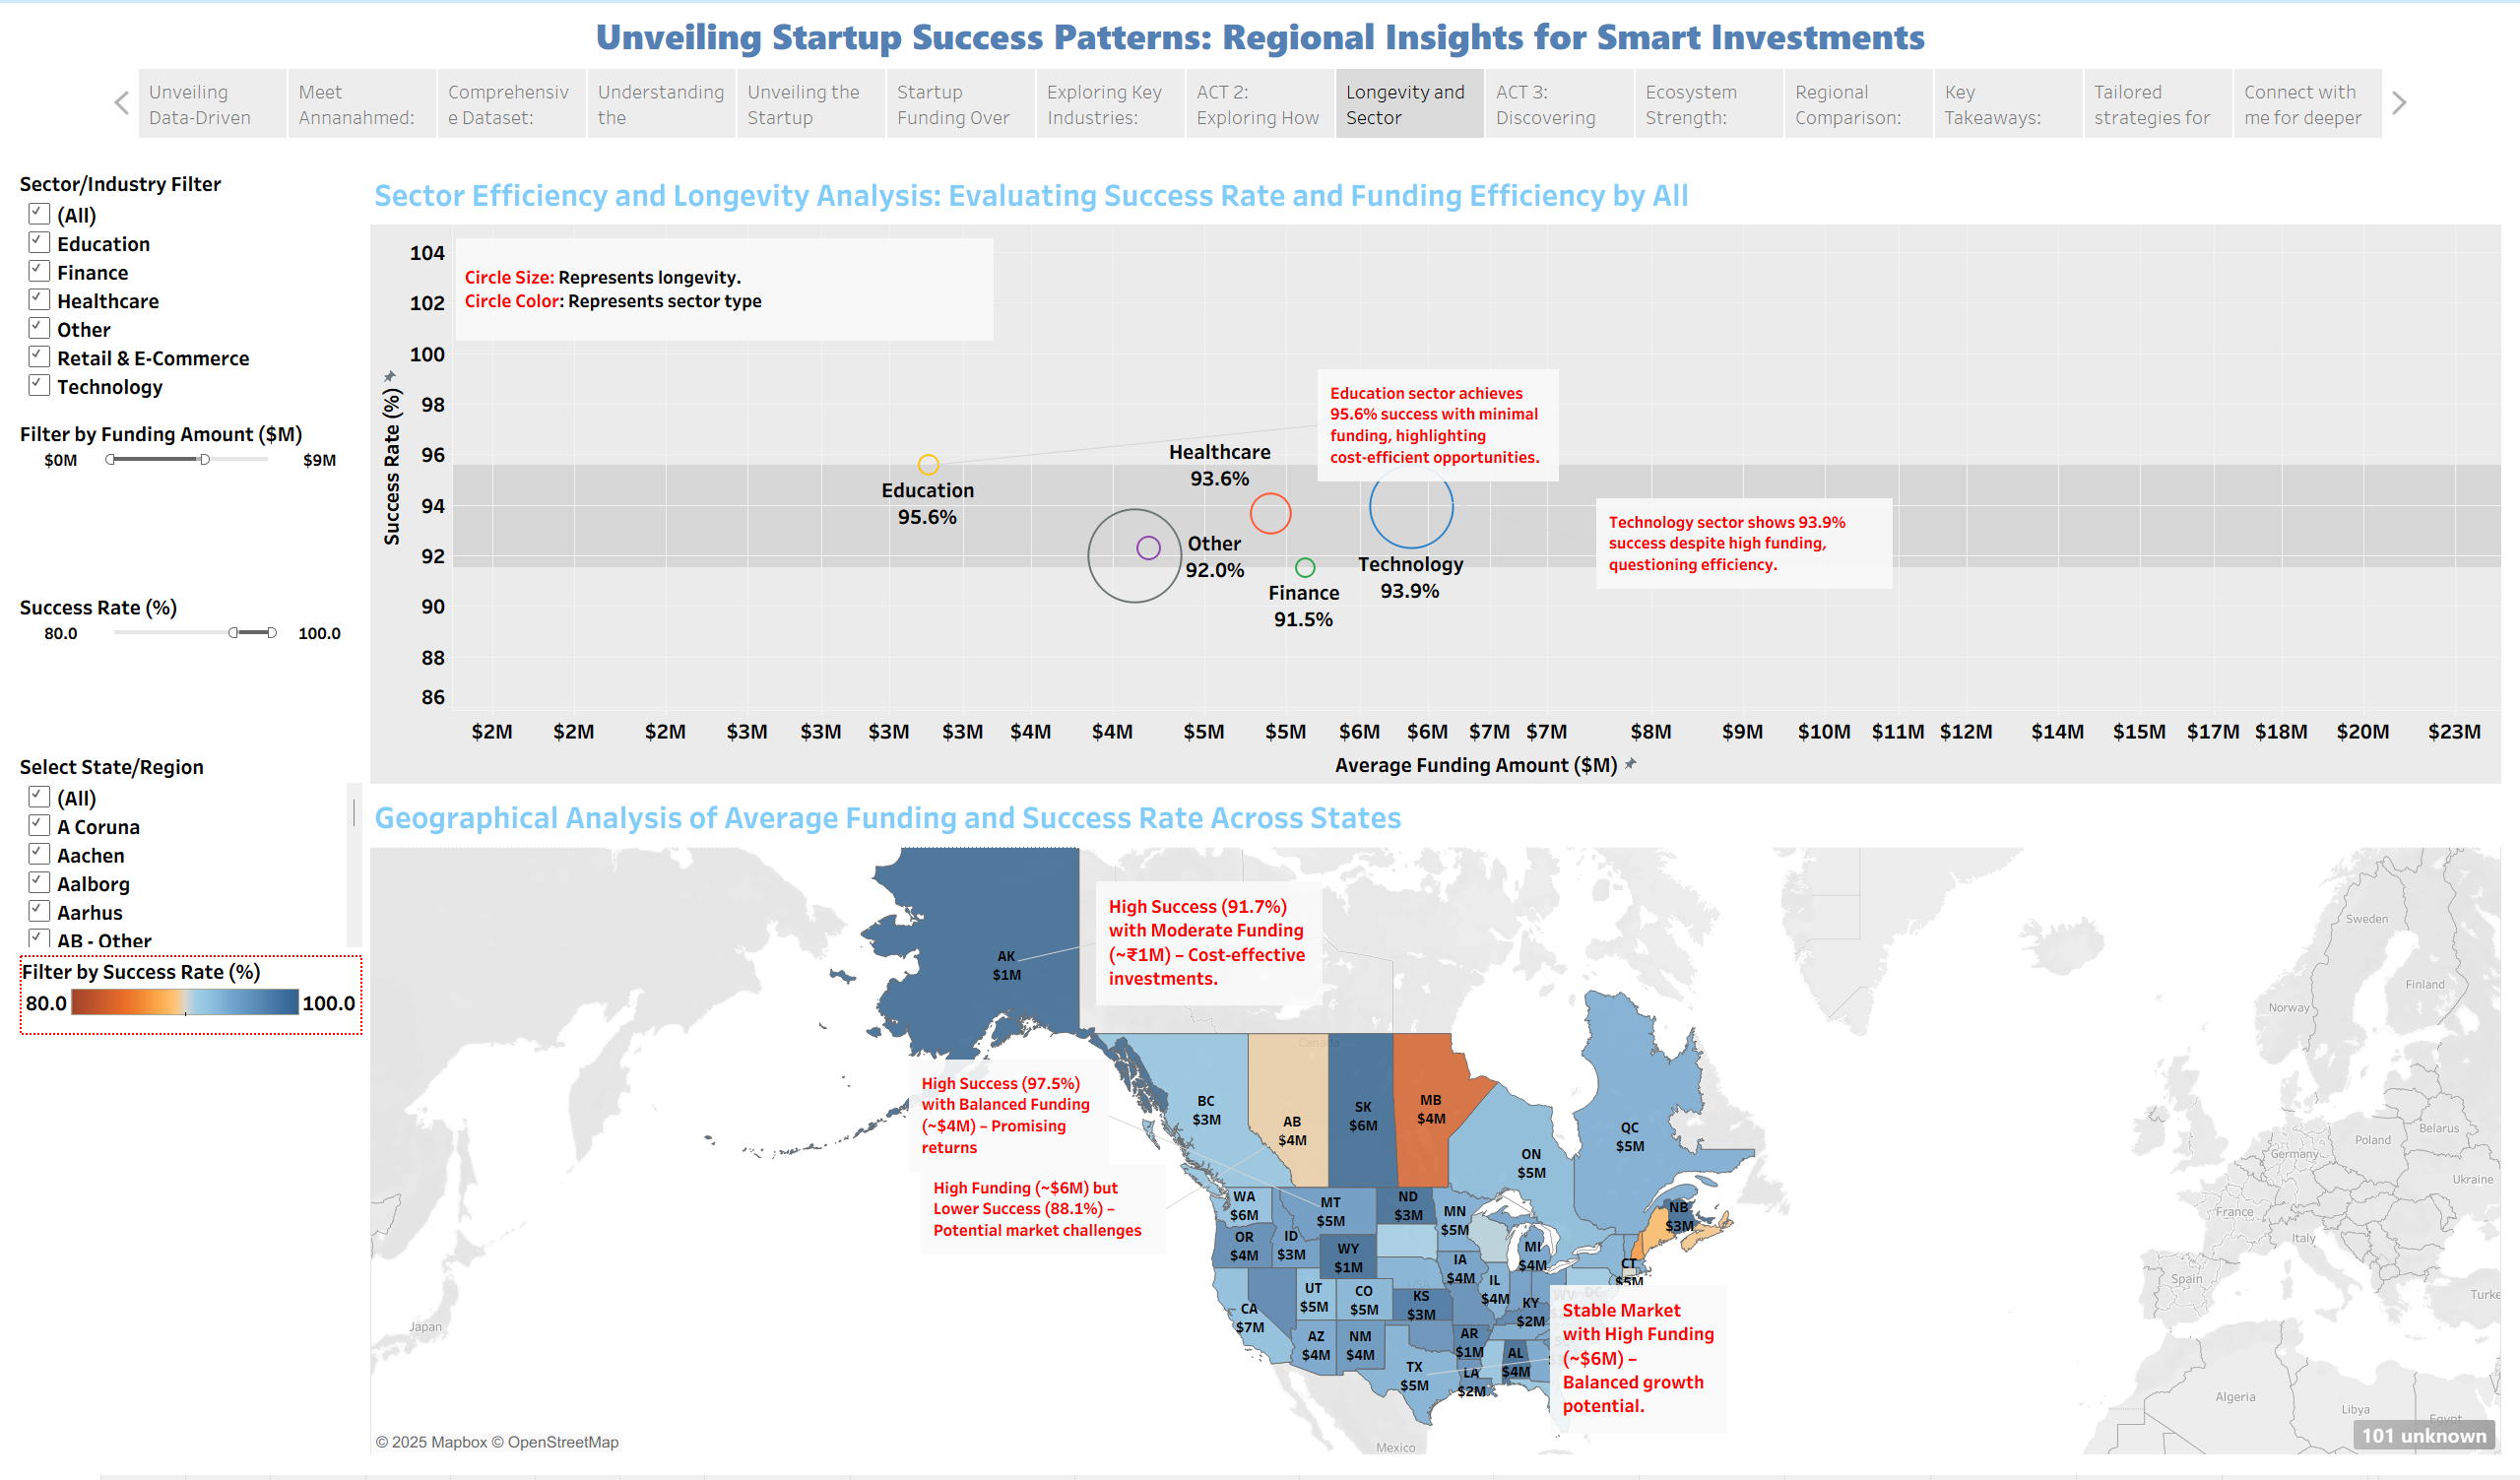 Unveiling Startup Success Patterns: Regional Insights for Smart Investments
Unveiling
Data-Driven
Meet
Annanahmed:
Comprehensiv
e Dataset:
Understanding
the
Unveiling the
Startup
Startup
Funding Over
Exploring Key
Industries:
ACT 2:
Exploring How
Longevity and
Sector
ACT 3:
Discovering
Ecosystem
Strength:
Regional
Comparison:
Key
Takeaways:
Tailored
strategies for
Connect with
me for deeper
Sector/Industry Filter
(All)
Education
Finance
Healthcare
Other
Retail & E-Commerce
Technology
Filter by Funding Amount ($M)
$0M
$9M
Success Rate (%)
80.0
100.0
Select State/Region
(All)
A Coruna
Aachen
Aalborg
Aarhus
AB - Other
Filter by Success Rate (%)
80.0
100.0
Sector Efficiency and Longevity Analysis: Evaluating Success Rate and Funding Efficiency by All
Circle Size: Represents longevity.
Circle Color: Represents sector type
Success Rate (%)
104
102
100
98
96
94
92
90
88
86
Education sector achieves
95.6% success with minimal
funding, highlighting
cost-efficient opportunities.
Healthcare
93.6%
Education
95.6%
Other
92.0%
Finance
91.5%
Technology
93.9%
Technology sector shows 93.9%
success despite high funding,
questioning efficiency.
$2M $2M $2M $3M $3M $3M $3M $4M $4M $5M $5M $6M $6M $7M $7M $8M $9M $10M $11M $12M $14M $15M $17M $18M $20M $23M
Average Funding Amount ($M)
Geographical Analysis of Average Funding and Success Rate Across States
AK
$1M
High Success (91.7%)
with Moderate Funding
(~₹1M) – Cost-effective
investments.
Canada
High Success (97.5%)
with Balanced Funding
(~$4M) – Promising
returns
High Funding (~$6M) but
Lower Success (88.1%) –
Potential market challenges
BC
$3M
AB
$4M
SK
$6M
MB
$4M
ON
$5M
QC
$5M
NB
$3M
WA
$6M
MT
$5M
ND
$3M
MN
$5M
OR
$4M
ID
$3M
WY
$1M
MI
$4M
IA
$4M
CT
$5M
USA
UT
$5M
CO
$5M
KS
$3M
IL
$4M
KY
$2M
WV
DC
CA
$7M
AZ
$4M
NM
$4M
AR
$1M
AL
$4M
TX
$5M
LA
$2M
Stable Market
with High Funding
(~$6M) –
Balanced growth
potential.
Sweden
Finland
Norway
Belarus
Poland
Germany
Ukraine
France
Italy
Spain
Turke
Algeria
Libya
Egypt
Japan
Mexico
101 unknown
© 2025 Mapbox © OpenStreetMap